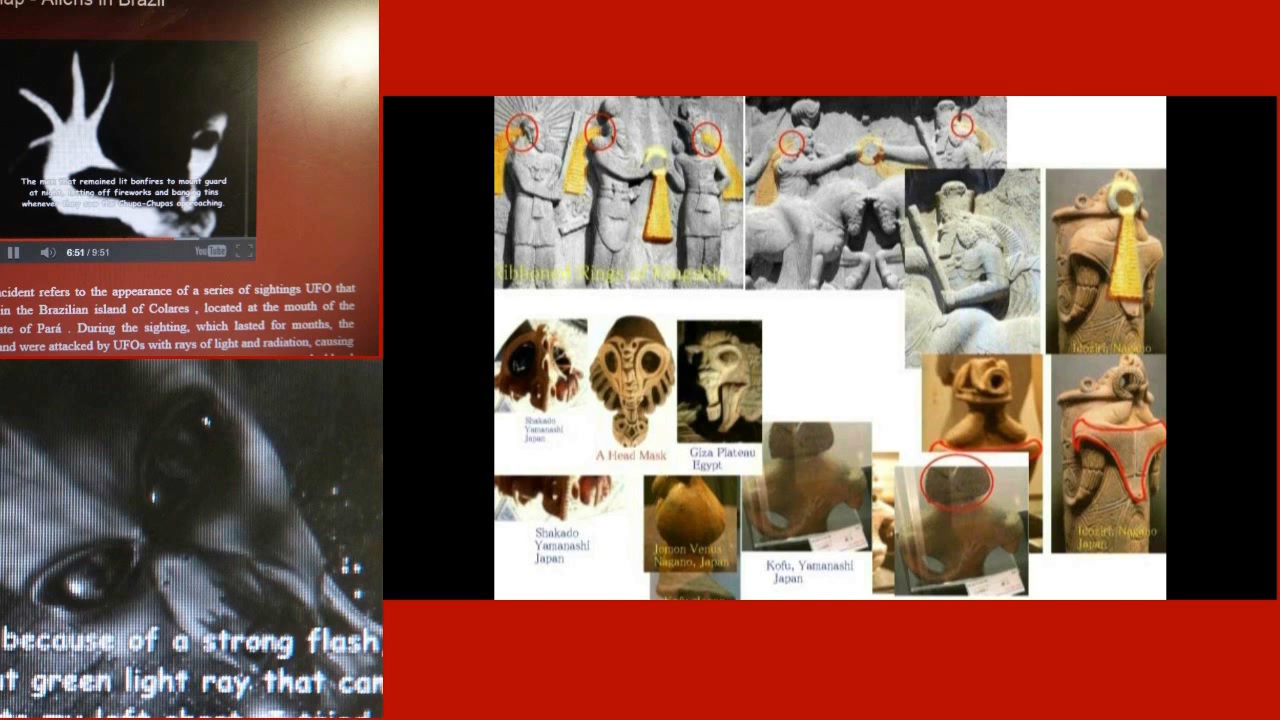 Aliens in Brazil
The men that remained lit bonfires to mount guard
at night, letting off fireworks and banging tins
whenever they saw the Chupa-Chupas approaching.
6:51 / 9:51
YouTube
incident refers to the appearance of a series of sightings UFO that
in the Brazilian island of Colares , located at the mouth of the
ate of Pará . During the sighting, which lasted for months, the
and were attacked by UFOs with rays of light and radiation, causing
because of a strong flash,
green light ray that
Ribboned Rings of Kingship
Idojiri, Nagano
Shakado
Yamanashi
Japan
A Head Mask
Giza Plateau
Egypt
Shakado
Yamanashi
Japan
Jomon Venus
Nagano, Japan
Kofu, Yamanashi
Japan
Idojiri, Nagano
Japan